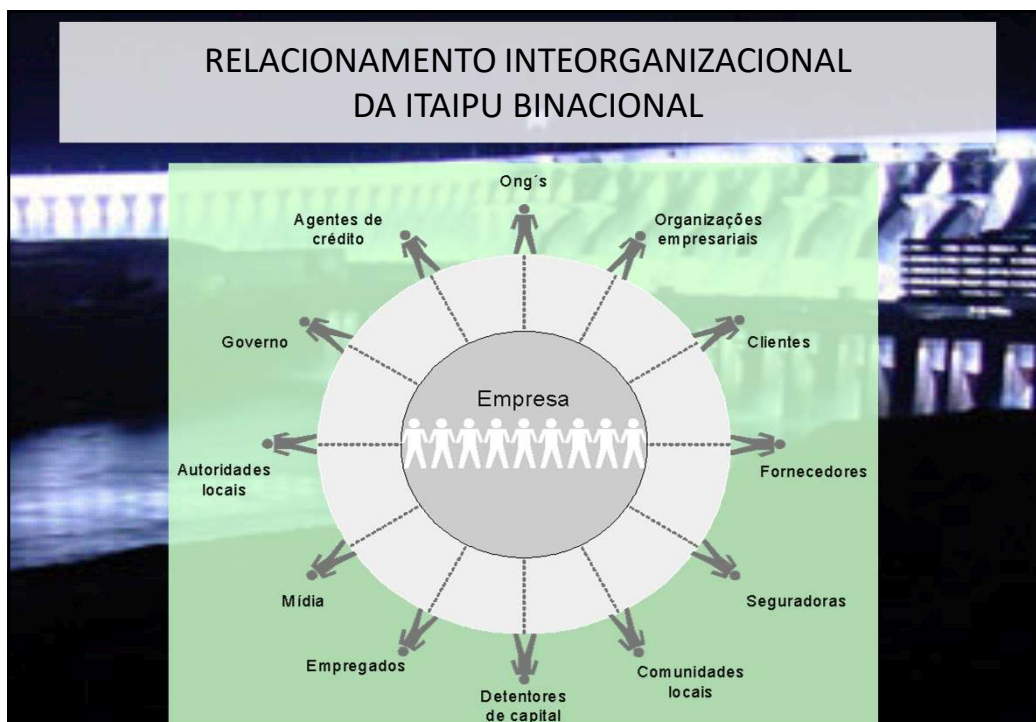 RELACIONAMENTO INTEORGANIZACIONAL
DA ITAIPU BINACIONAL
Ong´s
Agentes de
crédito
Organizações
empresariais
Governo
Clientes
Empresa
Autoridades
locais
Fornecedores
Mídia
Seguradoras
Empregados
Comunidades
locais
Detentores
de capital